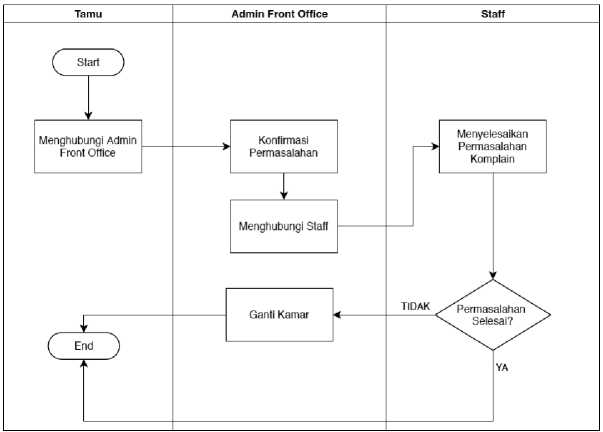 Tamu
Admin Front Office
Staff
Start
Menghubungi Admin
Front Office
Konfirmasi
Permasalahan
Menghubungi Staff
Menyelesaikan
Permasalahan
Komplain
Permasalahan
Selesai?
TIDAK
Ganti Kamar
YA
End